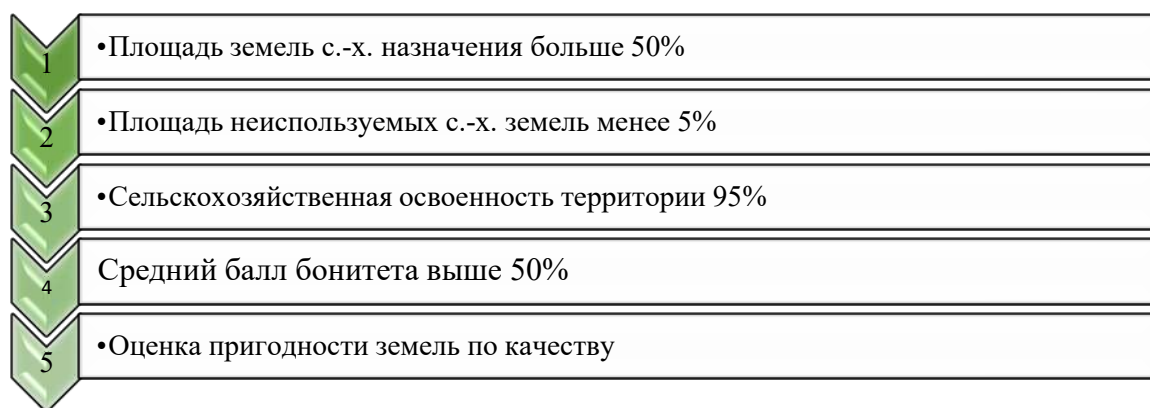 1 •Площадь земель с.-х. назначения больше 50%
2 •Площадь неиспользуемых с.-х. земель менее 5%
3 •Сельскохозяйственная освоенность территории 95%
4 Средний балл бонитета выше 50%
5 •Оценка пригодности земель по качеству